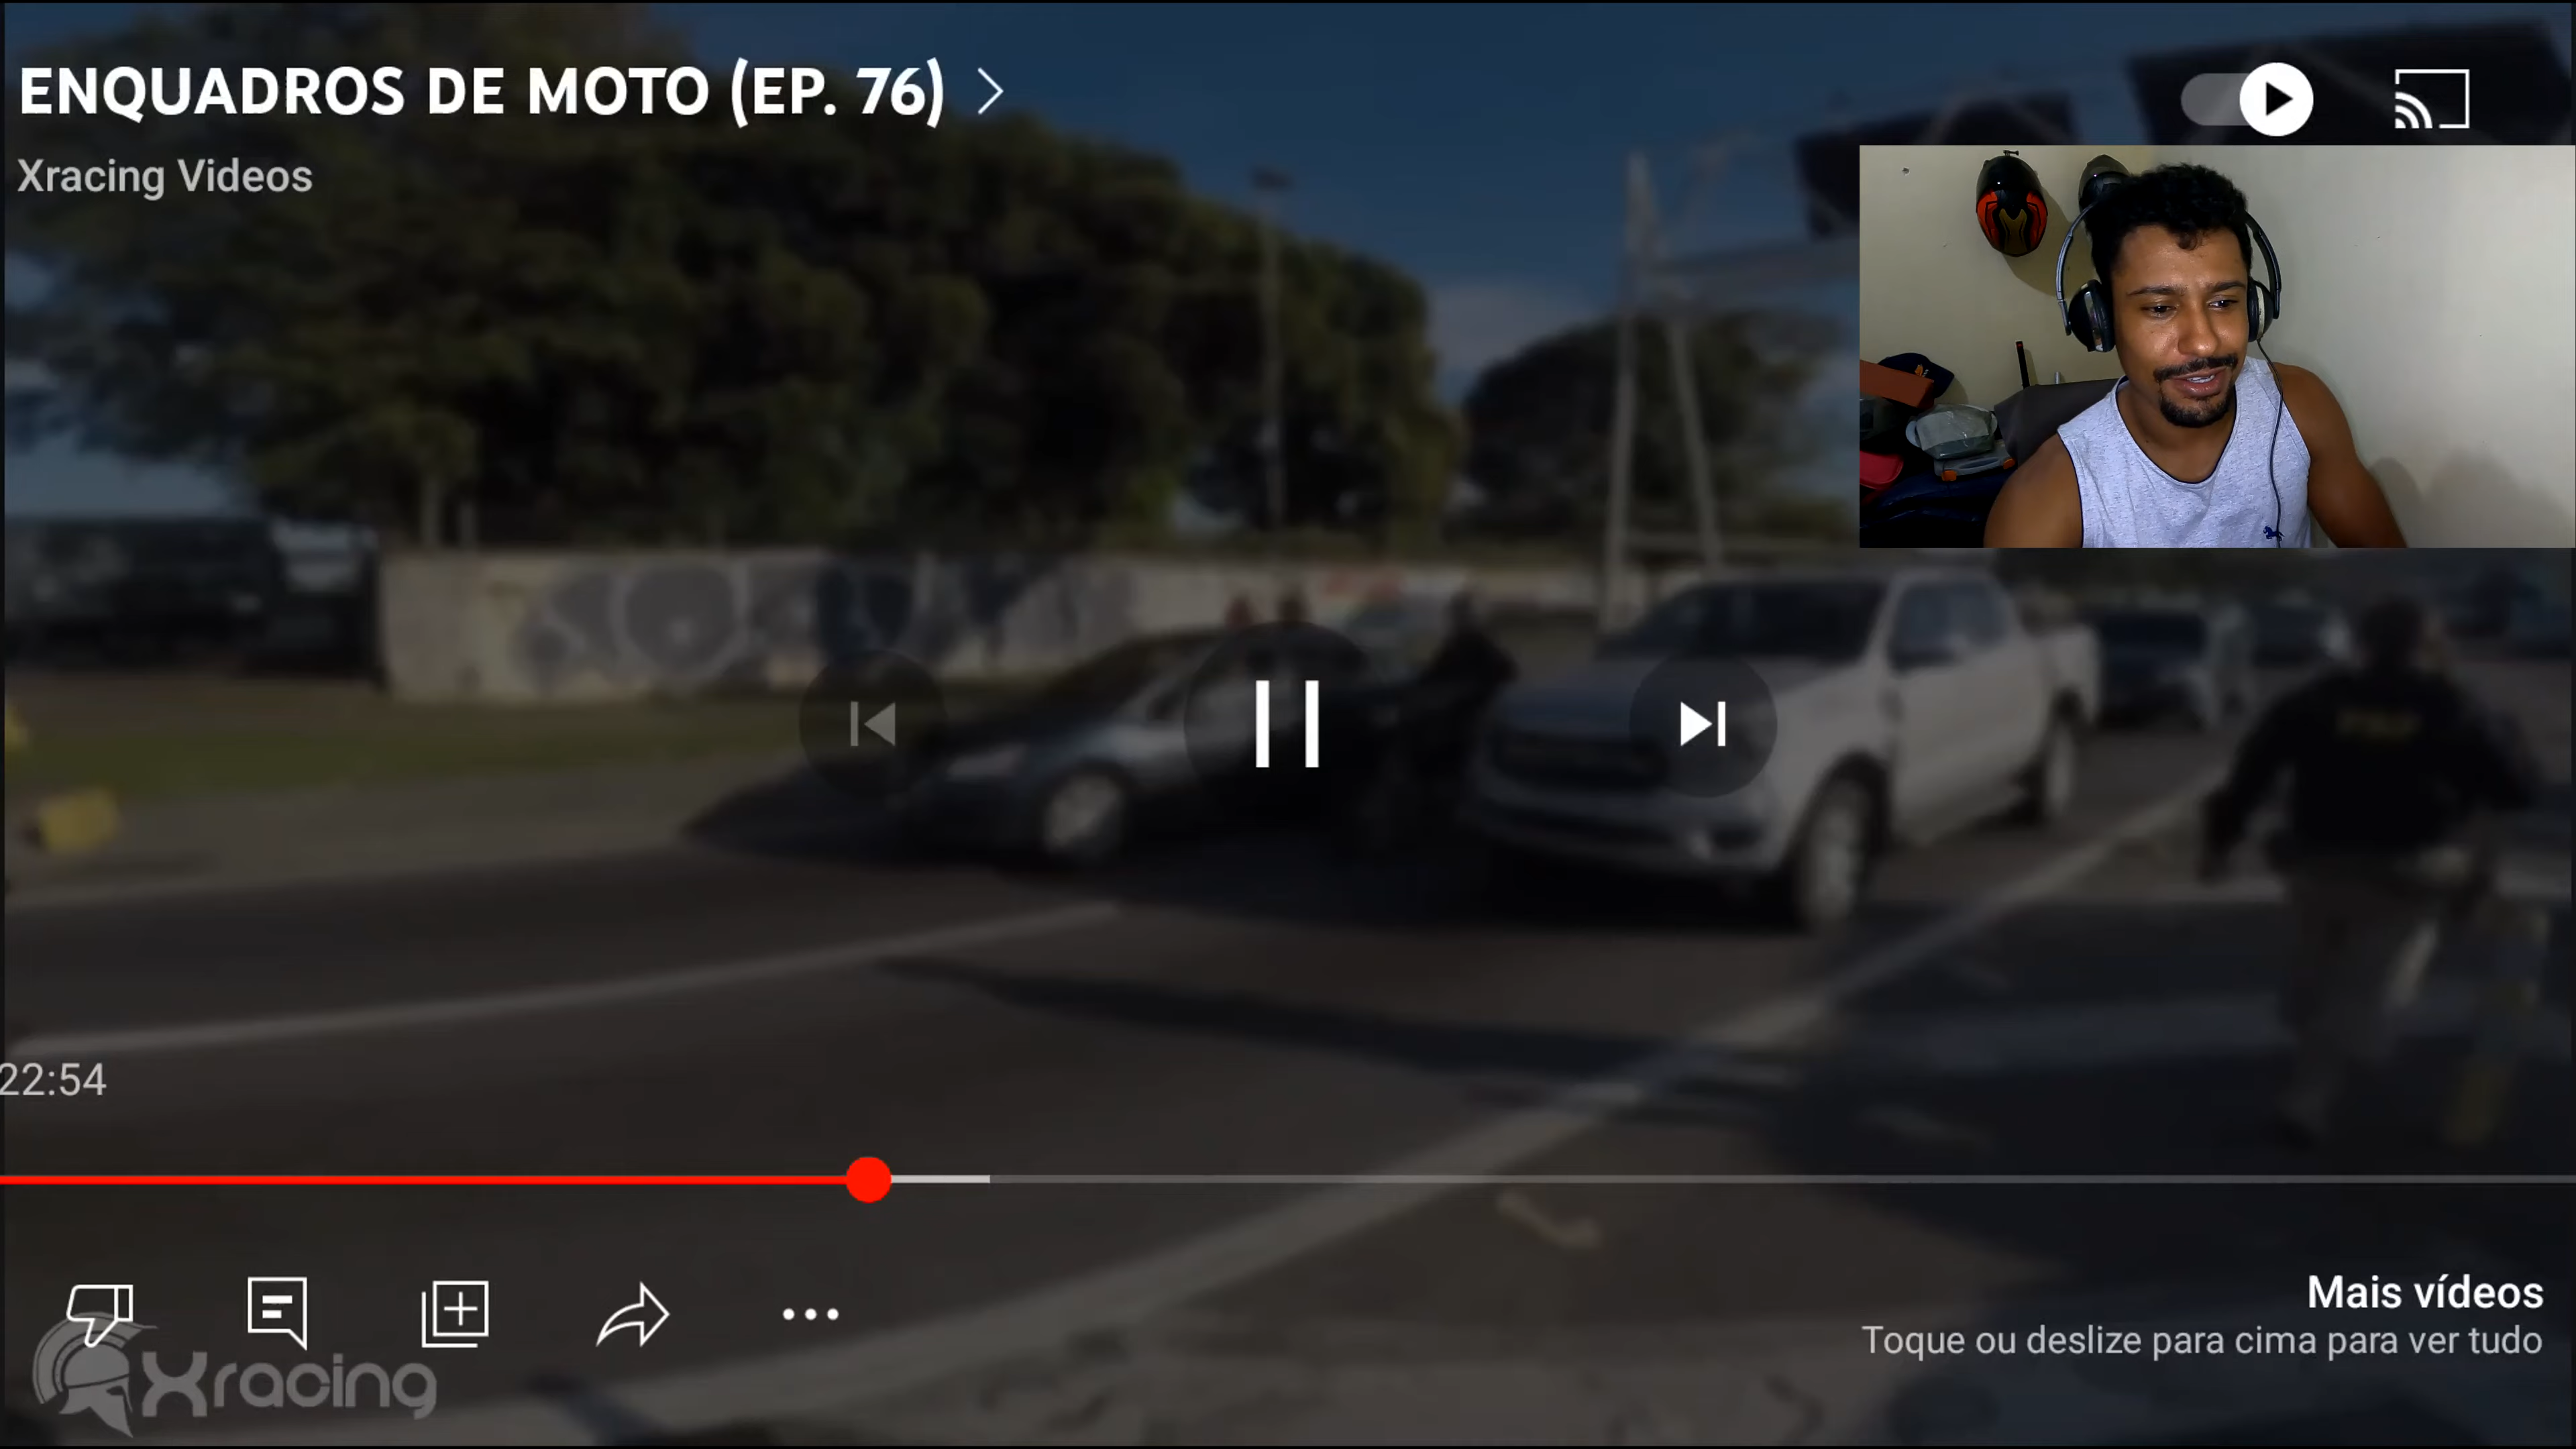 ENQUADROS DE MOTO (EP. 76)
Xracing Videos
22:54
Mais vídeos
Toque ou deslize para cima para ver tudo
Xracing